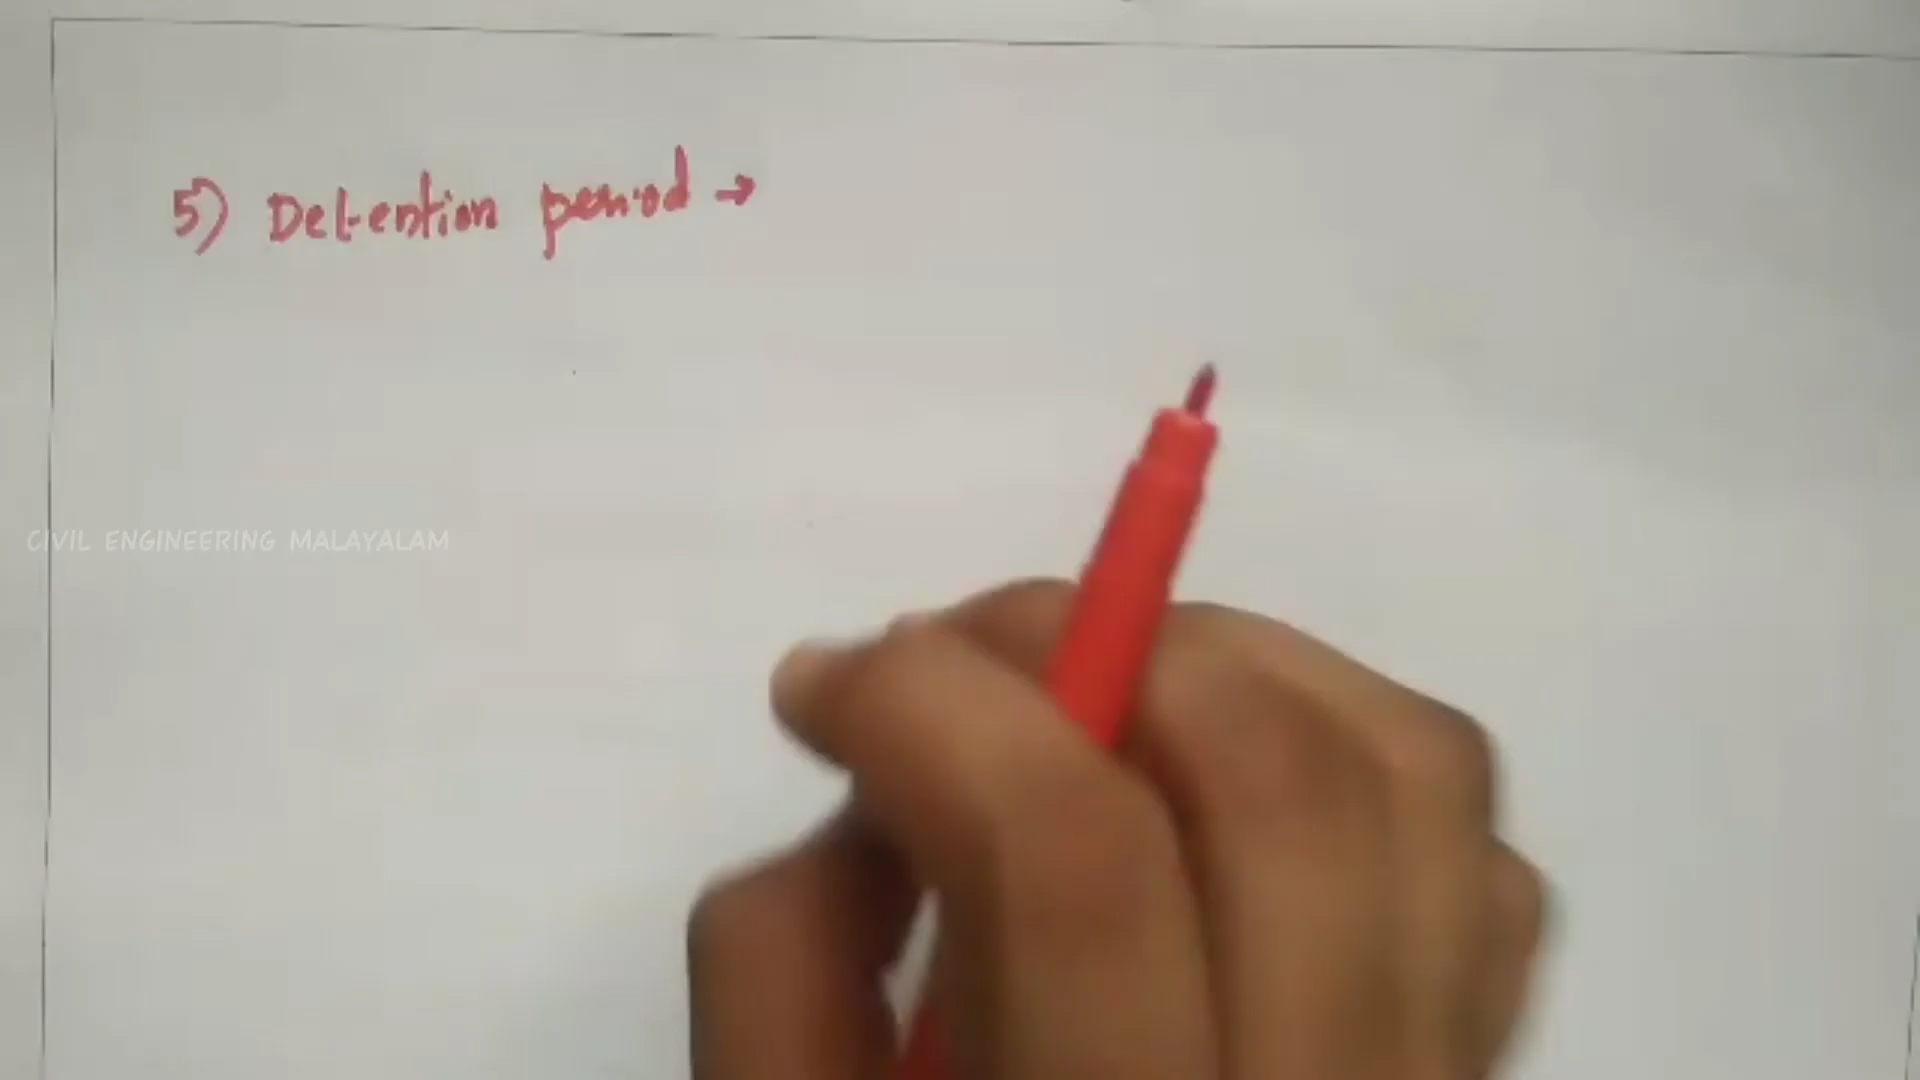 5) Detention period →
CIVIL ENGINEERING MALAYALAM